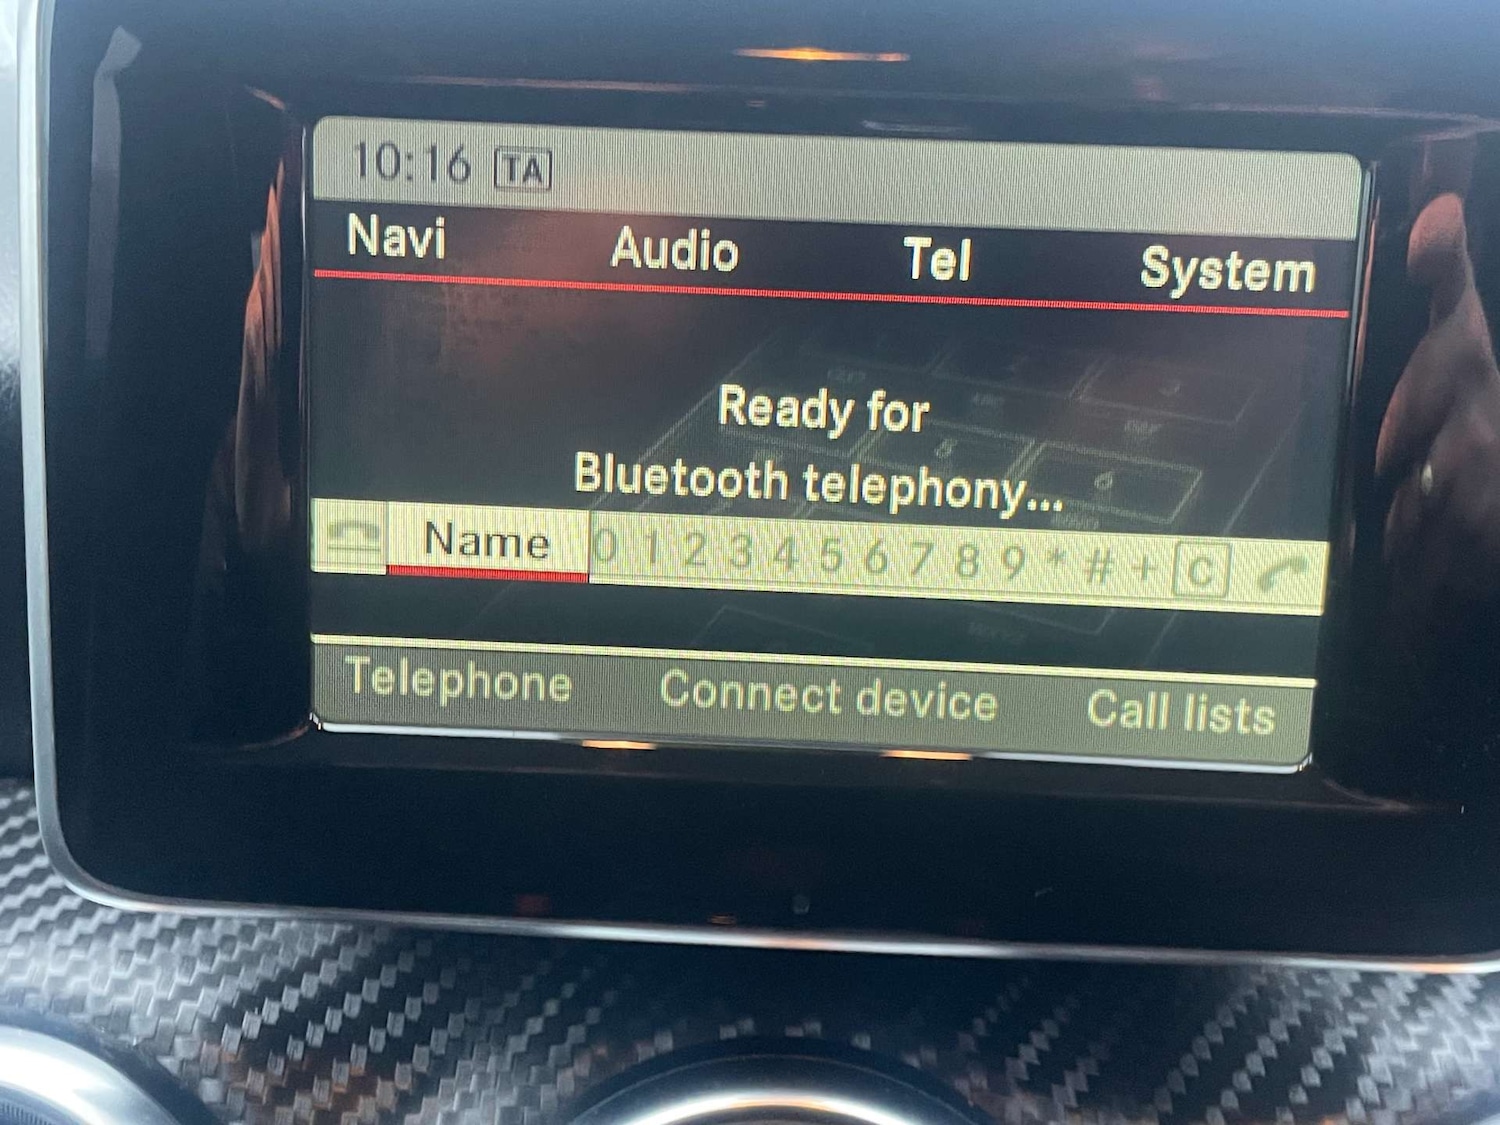 10:16 TA
Navi Audio Tel System
Ready for
Bluetooth telephony...
Name 0 1 2 3 4 5 6 7 8 9 * # + C
Telephone Connect device Call lists